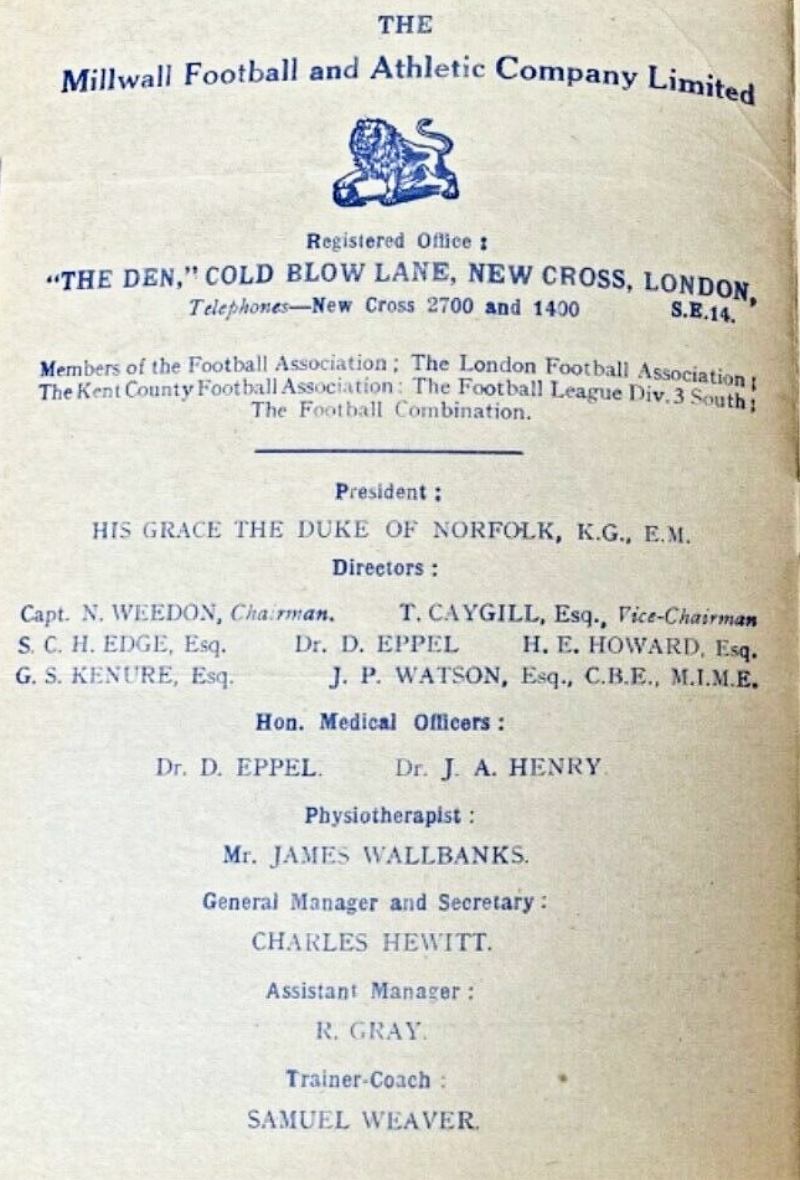 THE
Millwall Football and Athletic Company Limited
Registered Office :
"THE DEN," COLD BLOW LANE, NEW CROSS, LONDON,
Telephones—New Cross 2700 and 1400 S.E.14.
Members of the Football Association ; The London Football Association ;
The Kent County Football Association : The Football League Div. 3 South ;
The Football Combination.
President :
HIS GRACE THE DUKE OF NORFOLK, K.G., E.M.
Directors :
Capt. N. WEEDON, Chairman. T. CAYGILL, Esq., Vice-Chairman
S. C. H. EDGE, Esq. Dr. D. EPPEL H. E. HOWARD, Esq.
G. S. KENURE, Esq. J. P. WATSON, Esq., C.B.E., M.I.M.E.
Hon. Medical Officers :
Dr. D. EPPEL. Dr. J. A. HENRY.
Physiotherapist :
Mr. JAMES WALLBANKS.
General Manager and Secretary :
CHARLES HEWITT.
Assistant Manager :
R. GRAY.
Trainer-Coach :
SAMUEL WEAVER.